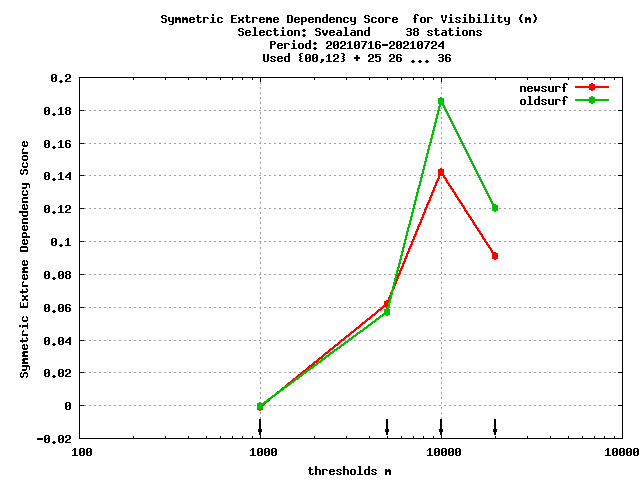 Symmetric Extreme Dependency Score  for Visibility (m)
Selection: Svealand     38 stations
Period: 20210716-20210724
Used {00,12} + 25 26 ... 36
newsurf
oldsurf
Symmetric Extreme Dependency Score
0.2
0.18
0.16
0.14
0.12
0.1
0.08
0.06
0.04
0.02
0
-0.02
100 1000 10000 10000
thresholds m